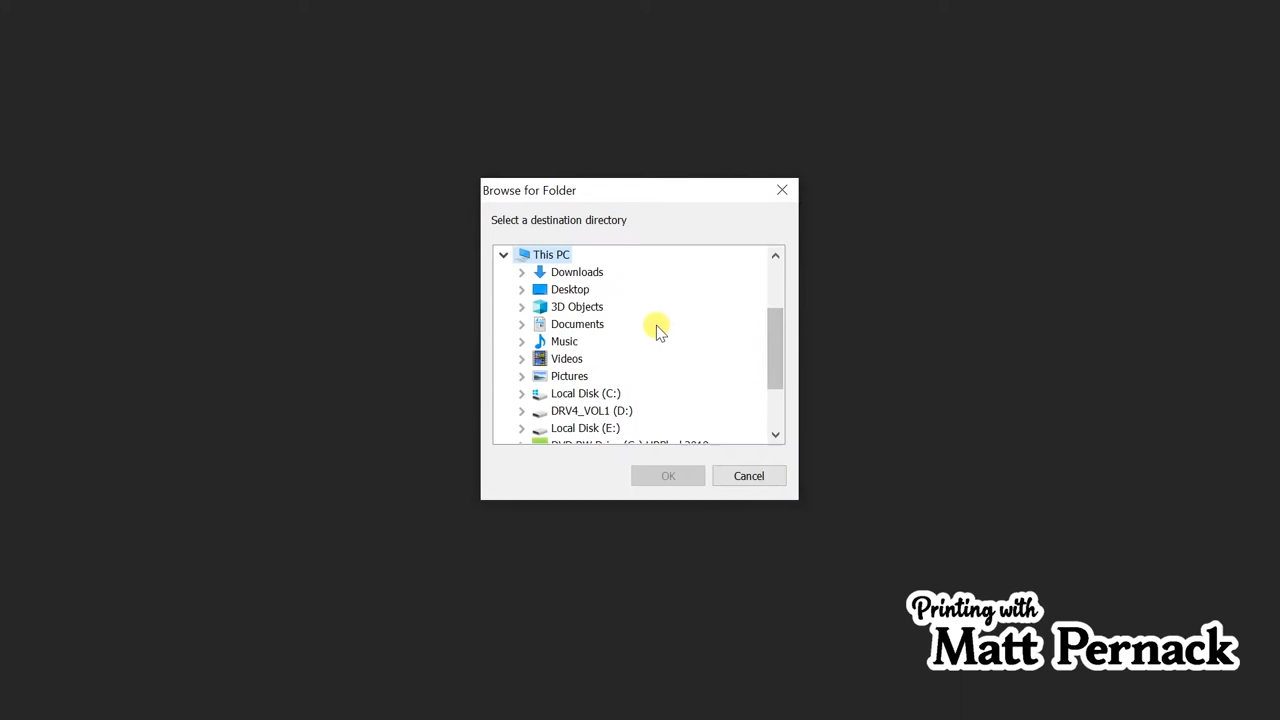 Browse for Folder
Select a destination directory
This PC
Downloads
Desktop
3D Objects
Documents
Music
Videos
Pictures
Local Disk (C:)
DRV4_VOL1 (D:)
Local Disk (E:)
OK
Cancel
Printing with
Matt Pernack